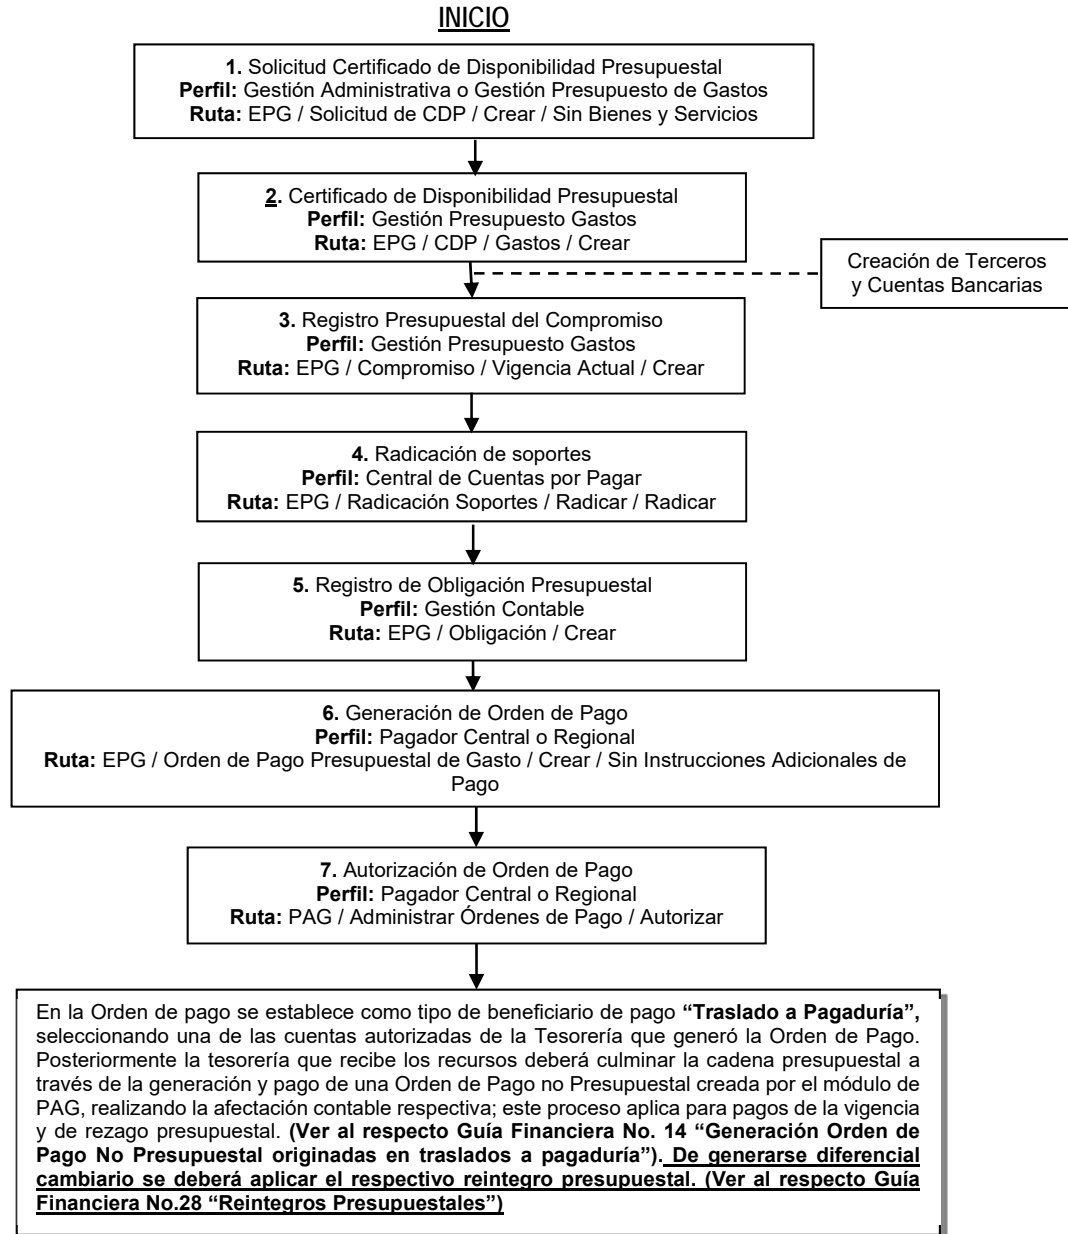 INICIO
1. Solicitud Certificado de Disponibilidad Presupuestal
Perfil: Gestión Administrativa o Gestión Presupuesto de Gastos
Ruta: EPG / Solicitud de CDP / Crear / Sin Bienes y Servicios
2. Certificado de Disponibilidad Presupuestal
Perfil: Gestión Presupuesto Gastos
Ruta: EPG / CDP / Gastos / Crear
Creación de Terceros
y Cuentas Bancarias
3. Registro Presupuestal del Compromiso
Perfil: Gestión Presupuesto Gastos
Ruta: EPG / Compromiso / Vigencia Actual / Crear
4. Radicación de soportes
Perfil: Central de Cuentas por Pagar
Ruta: EPG / Radicación Soportes / Radicar / Radicar
5. Registro de Obligación Presupuestal
Perfil: Gestión Contable
Ruta: EPG / Obligación / Crear
6. Generación de Orden de Pago
Perfil: Pagador Central o Regional
Ruta: EPG / Orden de Pago Presupuestal de Gasto / Crear / Sin Instrucciones Adicionales de
Pago
7. Autorización de Orden de Pago
Perfil: Pagador Central o Regional
Ruta: PAG / Administrar Órdenes de Pago / Autorizar
En la Orden de pago se establece como tipo de beneficiario de pago “Traslado a Pagaduría”,
seleccionando una de las cuentas autorizadas de la Tesorería que generó la Orden de Pago.
Posteriormente la tesorería que recibe los recursos deberá culminar la cadena presupuestal a
través de la generación y pago de una Orden de Pago no Presupuestal creada por el módulo de
PAG, realizando la afectación contable respectiva; este proceso aplica para pagos de la vigencia
y de rezago presupuestal. (Ver al respecto Guía Financiera No. 14 “Generación Orden de
Pago No Presupuestal originadas en traslados a pagaduría”). De generarse diferencial
cambiario se deberá aplicar el respectivo reintegro presupuestal. (Ver al respecto Guía
Financiera No.28 “Reintegros Presupuestales”)